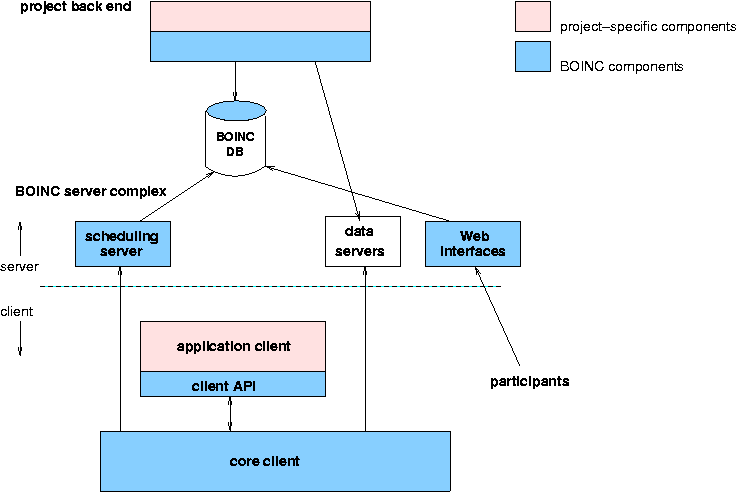 project back end
project–specific components
BOINC components
BOINC
DB
BOINC server complex
scheduling
server
data
servers
Web
interfaces
server
client
application client
client API
participants
core client